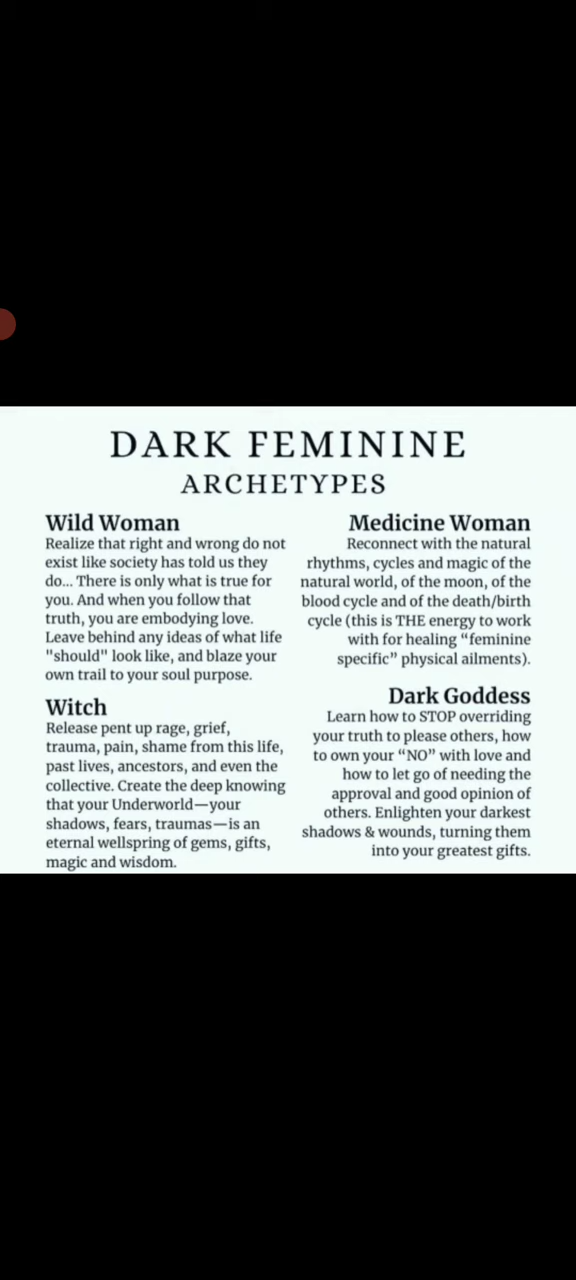 DARK FEMININE
ARCHETYPES
Wild Woman
Realize that right and wrong do not
exist like society has told us they
do... There is only what is true for
you. And when you follow that
truth, you are embodying love.
Leave behind any ideas of what life
"should" look like, and blaze your
own trail to your soul purpose.
Witch
Release pent up rage, grief,
trauma, pain, shame from this life,
past lives, ancestors, and even the
collective. Create the deep knowing
that your Underworld—your
shadows, fears, traumas—is an
eternal wellspring of gems, gifts,
magic and wisdom.
Medicine Woman
Reconnect with the natural
rhythms, cycles and magic of the
natural world, of the moon, of the
blood cycle and of the death/birth
cycle (this is THE energy to work
with for healing “feminine
specific” physical ailments).
Dark Goddess
Learn how to STOP overriding
your truth to please others, how
to own your “NO” with love and
how to let go of needing the
approval and good opinion of
others. Enlighten your darkest
shadows & wounds, turning them
into your greatest gifts.